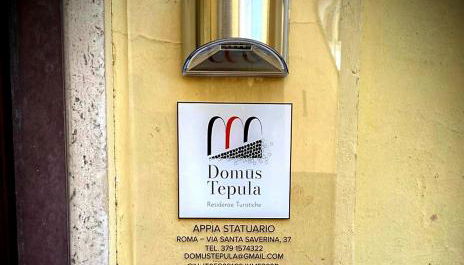 Domus
Tepula
Residenze Turistiche
APPIA STATUARIO
ROMA – VIA SANTA SAVERINA, 37
TEL. 379 1574322
DOMUSTEPULA@GMAIL.COM